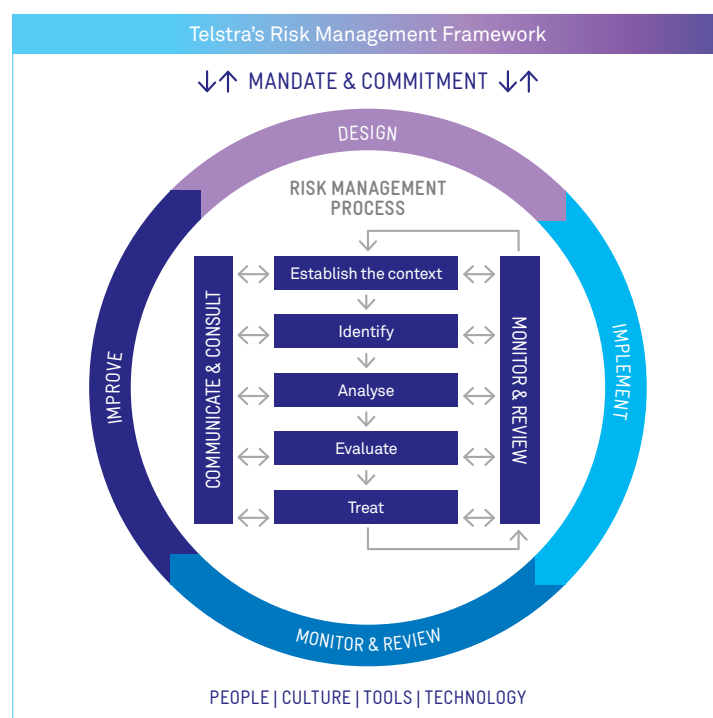 Telstra's Risk Management Framework
MANDATE & COMMITMENT
DESIGN
RISK MANAGEMENT
PROCESS
Establish the context
Identify
Analyse
Evaluate
Treat
COMMUNICATE & CONSULT
MONITOR & REVIEW
IMPROVE
IMPLEMENT
MONITOR & REVIEW
PEOPLE | CULTURE | TOOLS | TECHNOLOGY